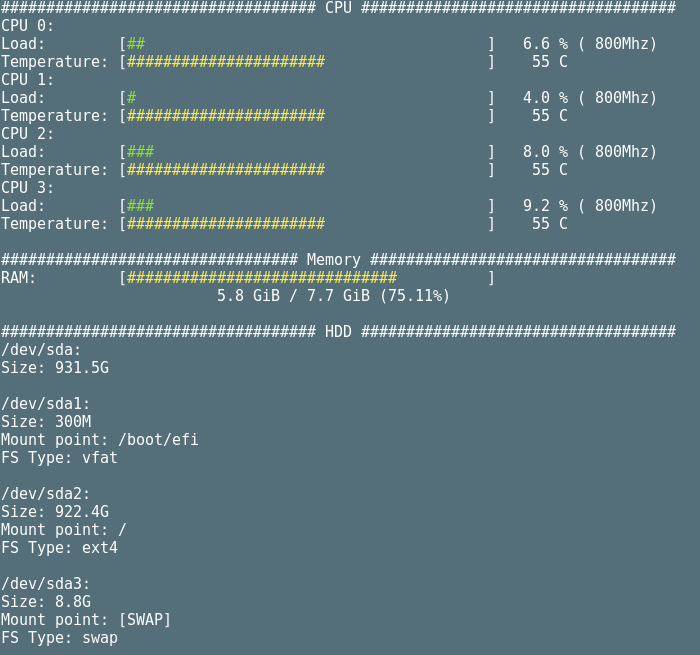 ################################### CPU ###################################
CPU 0:
Load:        [##                                      ]   6.6 % ( 800Mhz)
Temperature: [######################                  ]    55 C
CPU 1:
Load:        [#                                       ]   4.0 % ( 800Mhz)
Temperature: [######################                  ]    55 C
CPU 2:
Load:        [###                                     ]   8.0 % ( 800Mhz)
Temperature: [######################                  ]    55 C
CPU 3:
Load:        [###                                     ]   9.2 % ( 800Mhz)
Temperature: [######################                  ]    55 C
################################# Memory ##################################
RAM:         [##############################          ]
                        5.8 GiB / 7.7 GiB (75.11%)
################################### HDD ###################################
/dev/sda:
Size: 931.5G
/dev/sda1:
Size: 300M
Mount point: /boot/efi
FS Type: vfat
/dev/sda2:
Size: 922.4G
Mount point: /
FS Type: ext4
/dev/sda3:
Size: 8.8G
Mount point: [SWAP]
FS Type: swap